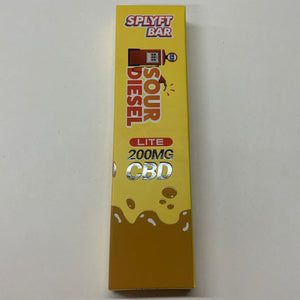 SPLYFT
BAR
SOUR
DIESEL
LITE
200MG
CBD